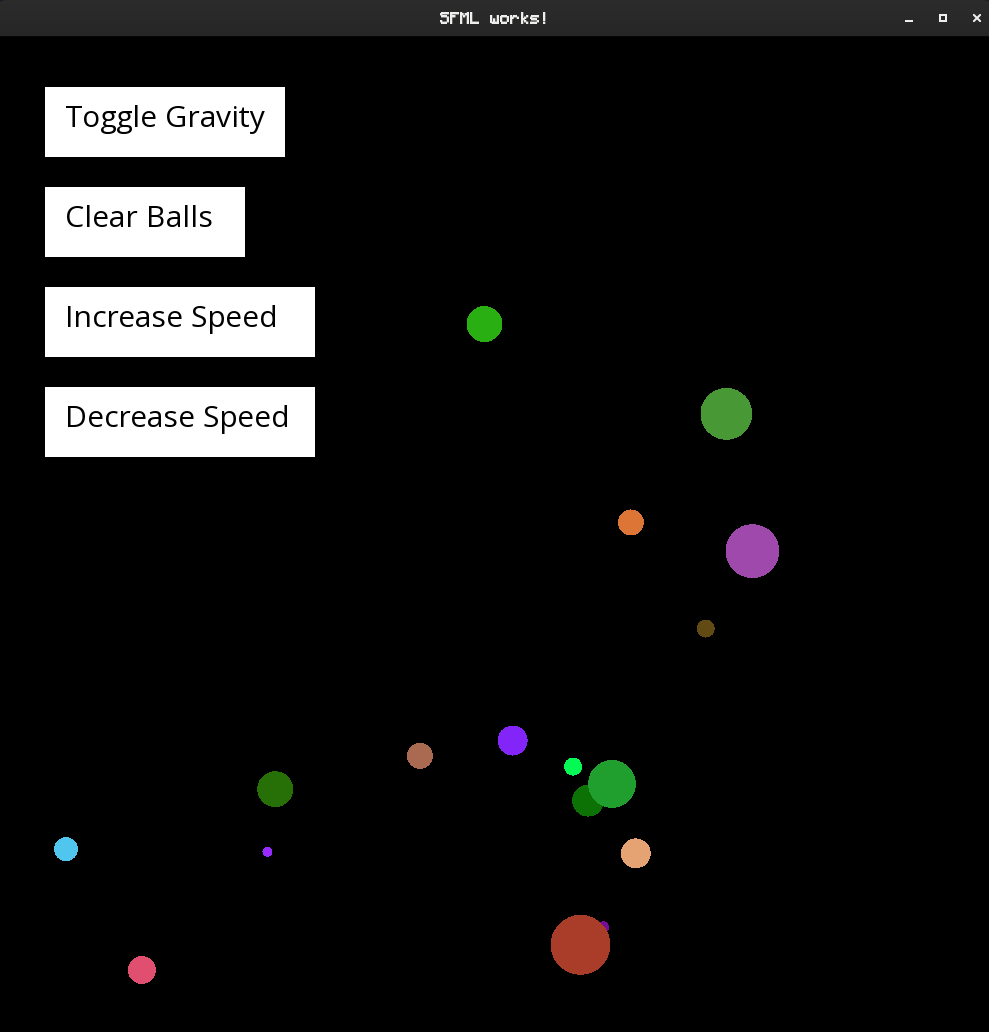 SFML works!
Toggle Gravity
Clear Balls
Increase Speed
Decrease Speed